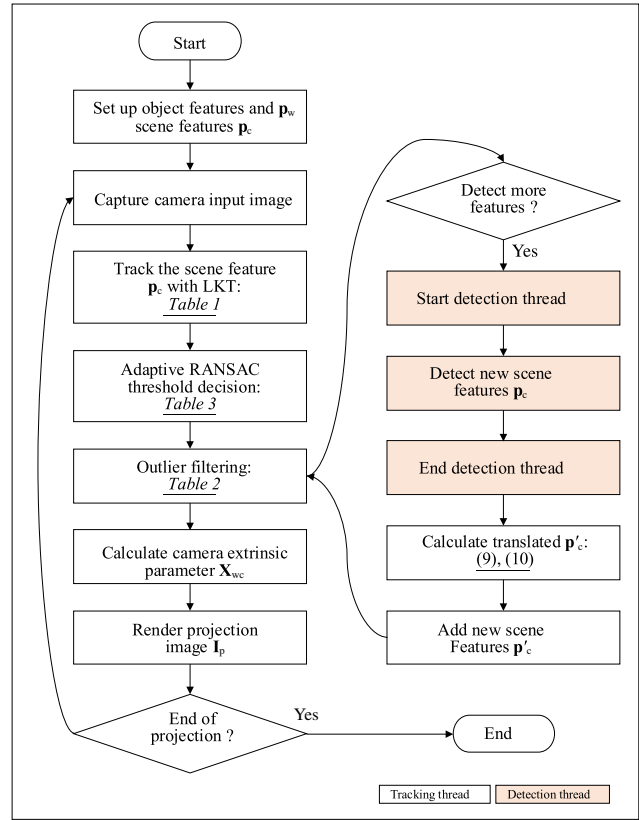 Start
Set up object features and p_w
scene features p_c
Capture camera input image
Track the scene feature
p_c with LKT:
Table 1
Adaptive RANSAC
threshold decision:
Table 3
Outlier filtering:
Table 2
Calculate camera extrinsic
parameter X_wc
Render projection
image I_p
End of
projection ?
Yes
End
Detect more
features ?
Yes
Start detection thread
Detect new scene
features p_c
End detection thread
Calculate translated p′_c:
(9), (10)
Add new scene
Features p′_c
Tracking thread
Detection thread